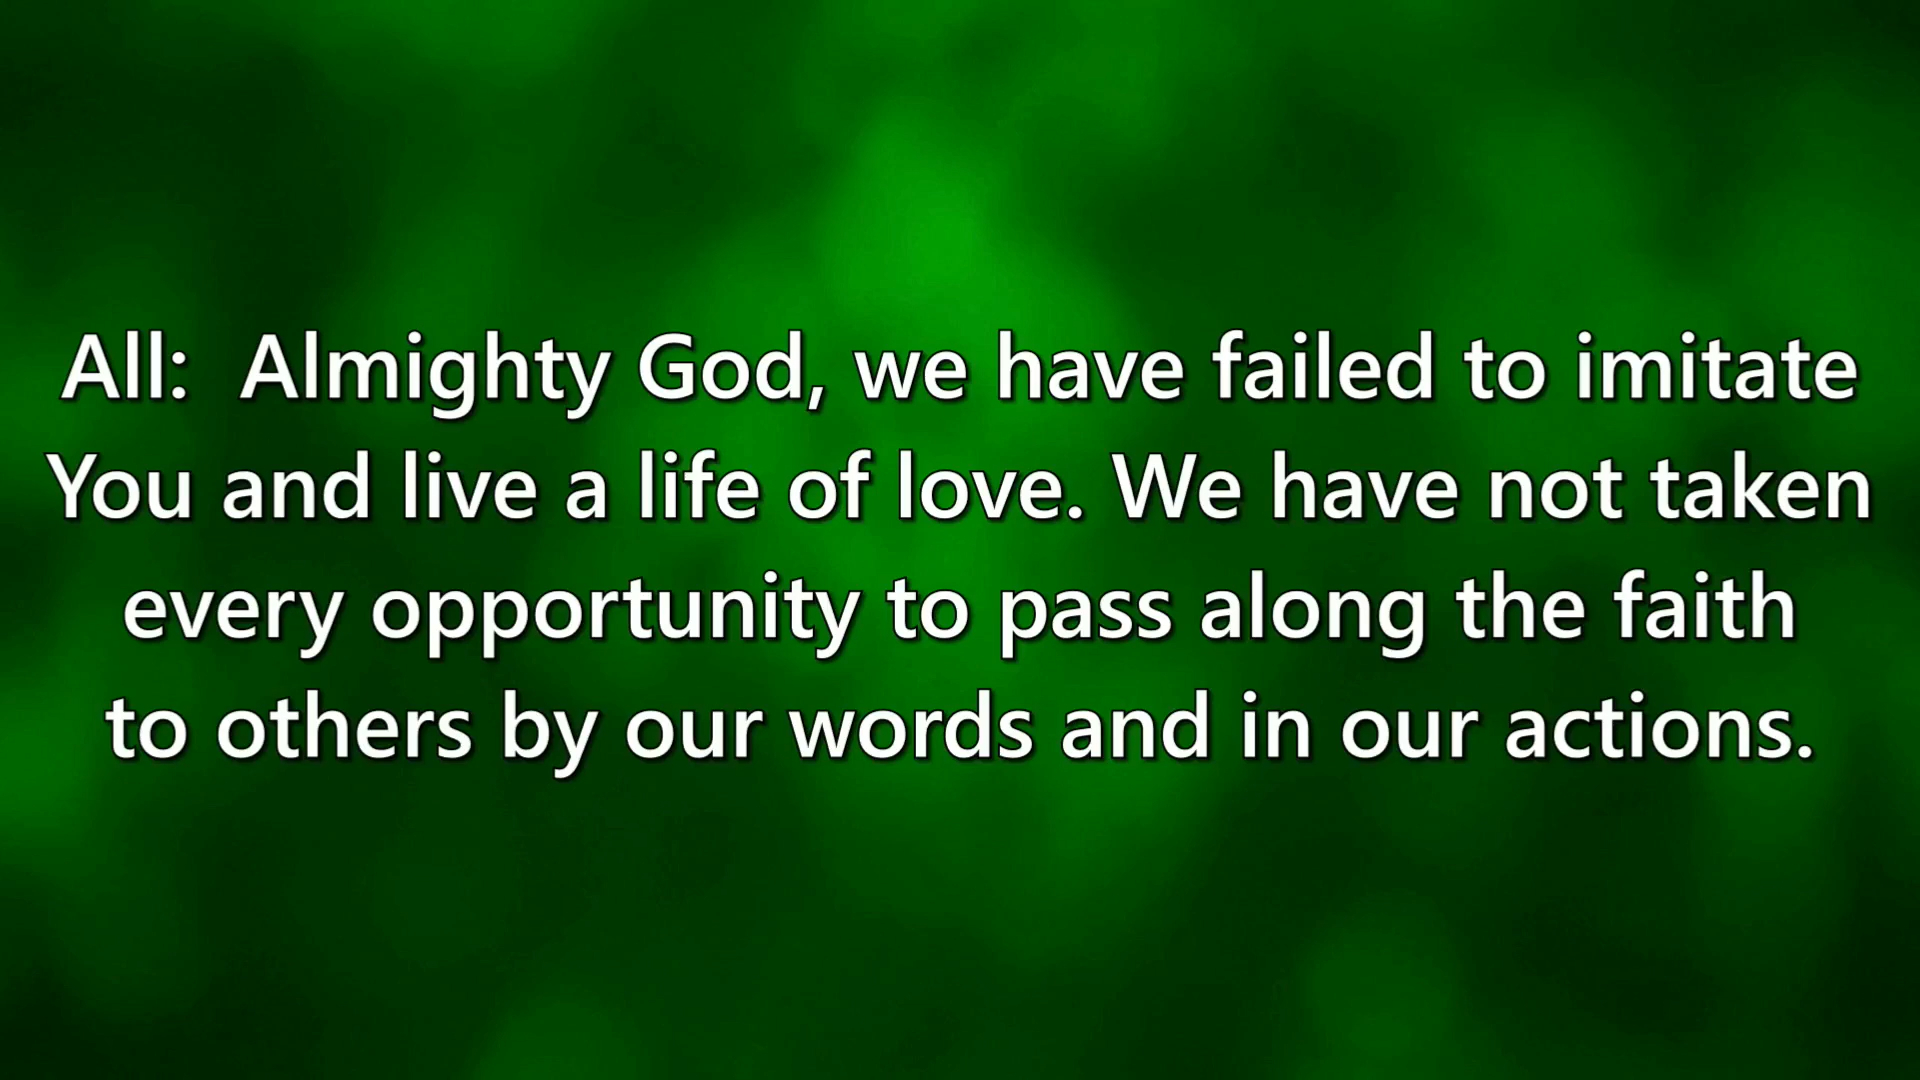 All:  Almighty God, we have failed to imitate
You and live a life of love. We have not taken
every opportunity to pass along the faith
to others by our words and in our actions.